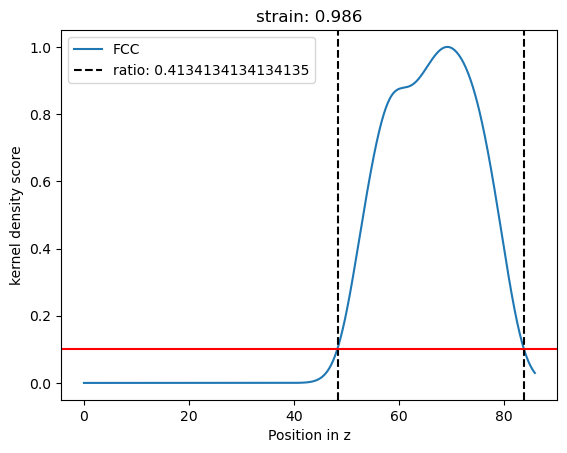 strain: 0.986
FCC
ratio: 0.4134134134134135
kernel density score
1.0
0.8
0.6
0.4
0.2
0.0
0 20 40 60 80
Position in z